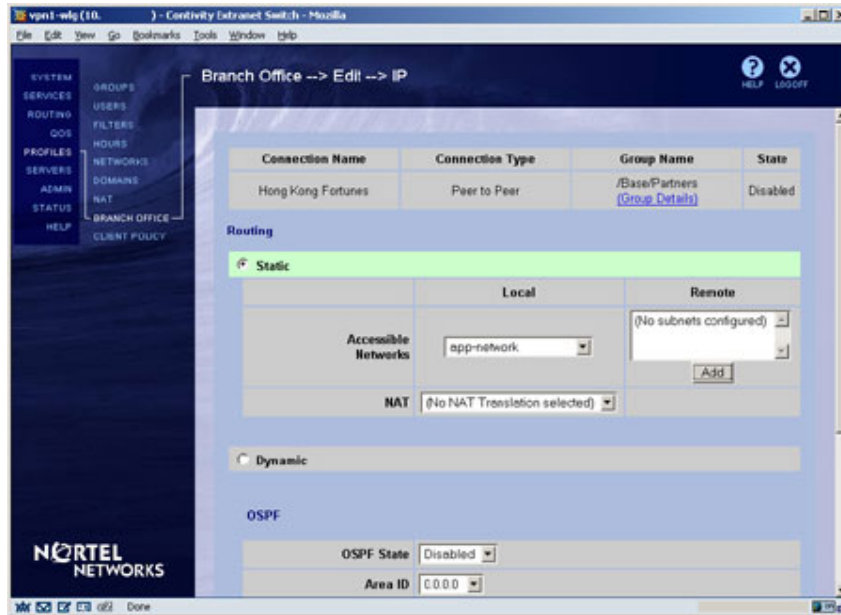 vpn1-wlg (10. ) - Contivity Extranet Switch - Mozilla
File Edit View Go Bookmarks Tools Window Help
Branch Office --> Edit --> IP
HELP LOGOFF
SYSTEM
SERVICES
ROUTING
QOS
PROFILES
SERVERS
ADMIN
STATUS
HELP
GROUPS
USERS
FILTERS
HOURS
NETWORKS
DOMAINS
NAT
BRANCH OFFICE
CLIENT POLICY
Connection Name Connection Type Group Name State
Hong Kong Fortunes Peer to Peer /Base/Partners (Group Details) Disabled
Routing
Static
Local Remote
Accessible Networks app-network (No subnets configured)
Add
NAT (No NAT Translation selected)
Dynamic
OSPF
OSPF State Disabled
Area ID 0.0.0.0
NORTEL
NETWORKS
Done